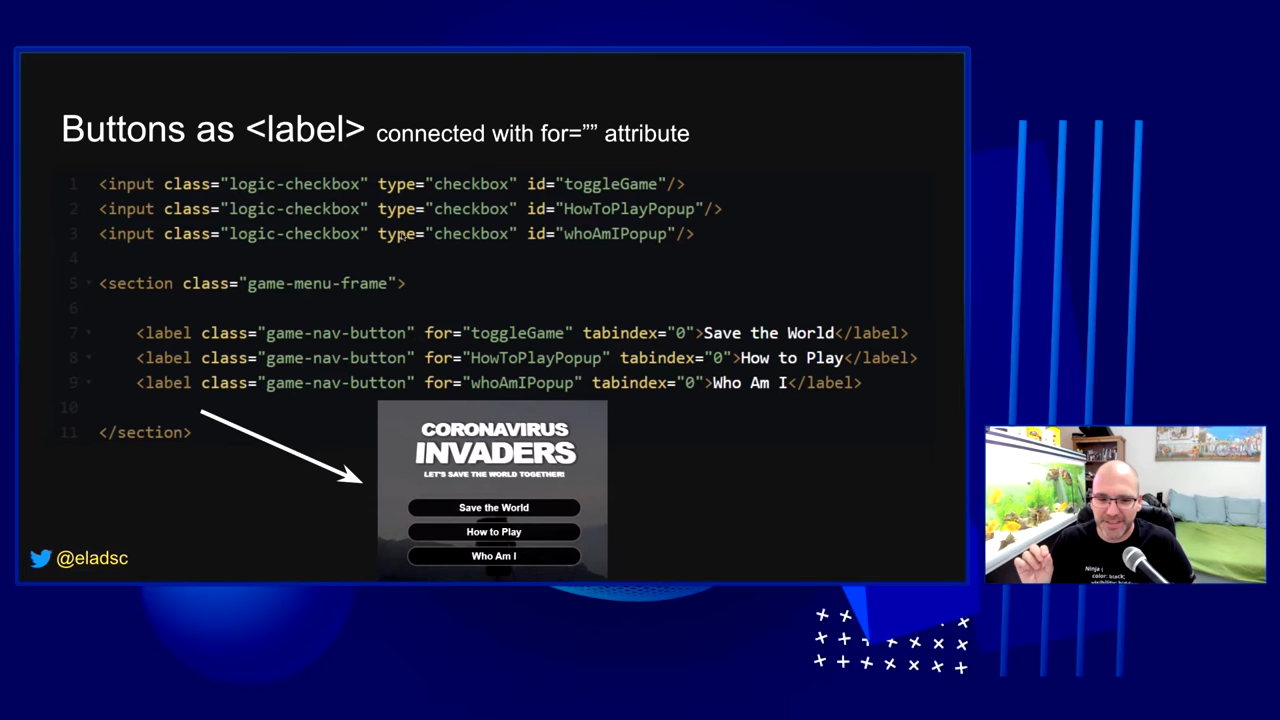 Buttons as <label> connected with for=”” attribute
1 <input class="logic-checkbox" type="checkbox" id="toggleGame"/>
2 <input class="logic-checkbox" type="checkbox" id="HowToPlayPopup"/>
3 <input class="logic-checkbox" type="checkbox" id="whoAmIPopup"/>
4
5 <section class="game-menu-frame">
6
7 <label class="game-nav-button" for="toggleGame" tabindex="0">Save the World</label>
8 <label class="game-nav-button" for="HowToPlayPopup" tabindex="0">How to Play</label>
9 <label class="game-nav-button" for="whoAmIPopup" tabindex="0">Who Am I</label>
10
11 </section>
CORONAVIRUS
INVADERS
LET'S SAVE THE WORLD TOGETHER!
Save the World
How to Play
Who Am I
@eladsc
Ninja {
color: black;